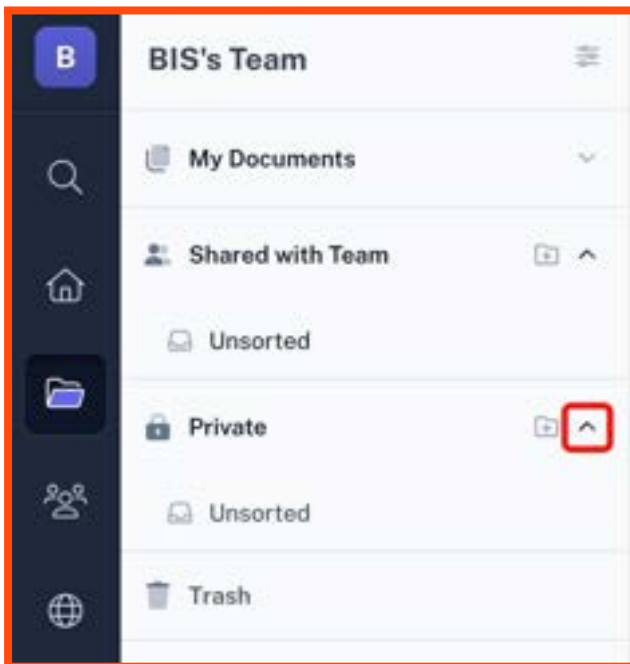 B
BIS's Team
My Documents
Shared with Team
Unsorted
Private
Unsorted
Trash